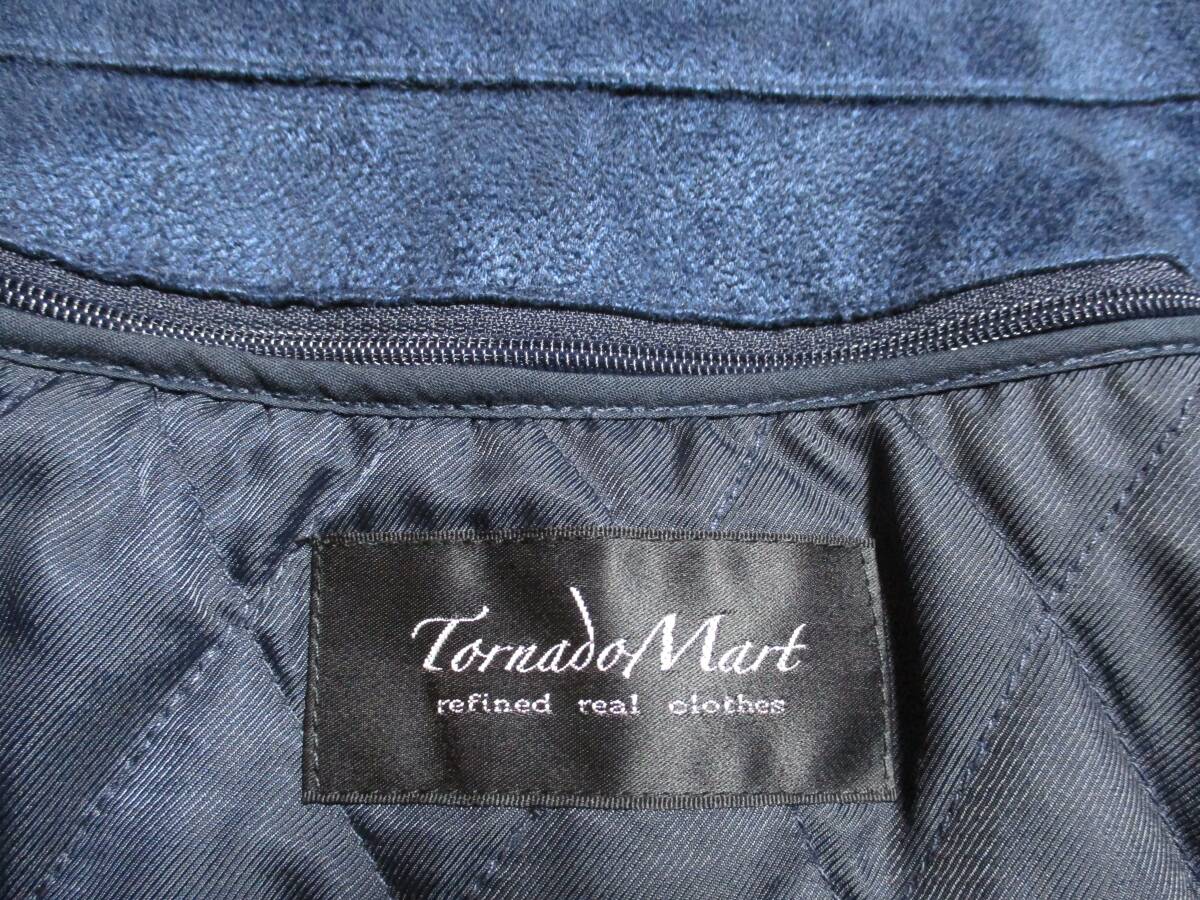 TornadoMart
refined real clothes